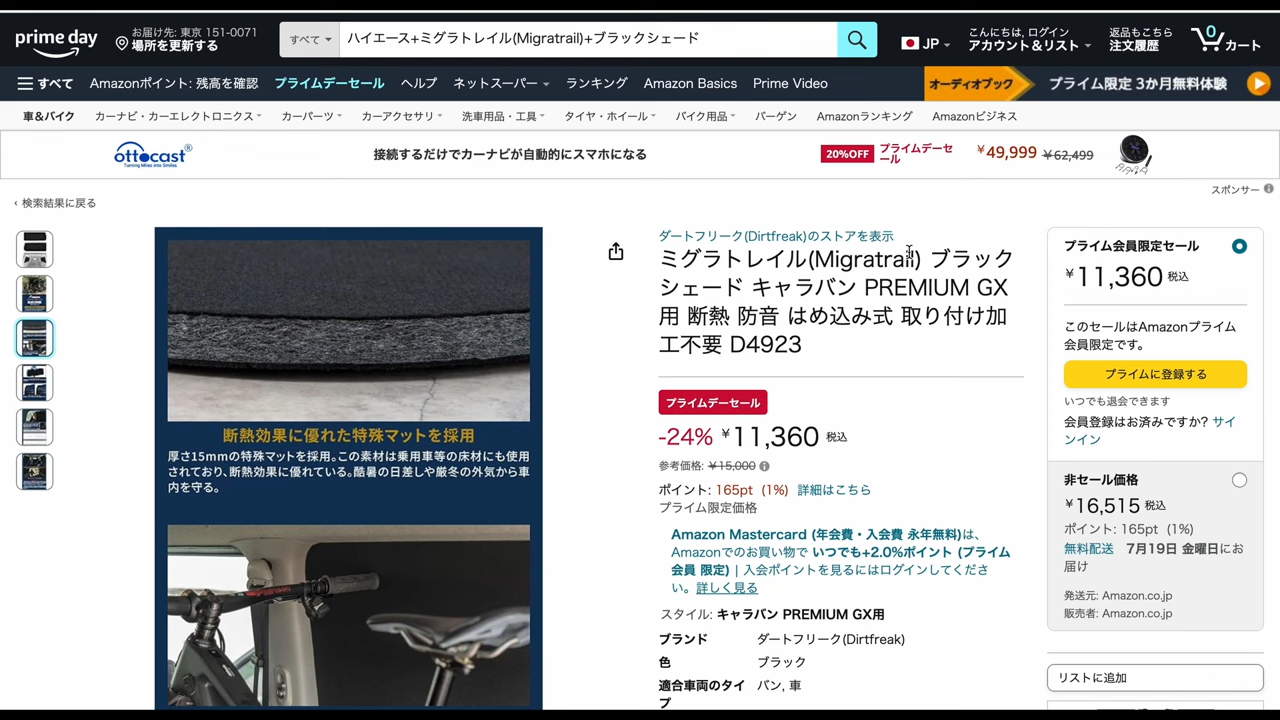 prime day
お届け先: 東京 151-0071
場所を更新する
すべて
ハイエース+ミグラトレイル(Migratrail)+ブラックシェード
JP
こんにちは, ログイン
アカウント&リスト
返品もこちら
注文履歴
0
カート
すべて
Amazonポイント: 残高を確認
プライムデーセール
ヘルプ
ネットスーパー
ランキング
Amazon Basics
Prime Video
オーディオブック
プライム限定 3か月無料体験
車&バイク
カーナビ・カーエレクトロニクス
カーパーツ
カーアクセサリ
洗車用品・工具
タイヤ・ホイール
バイク用品
バーゲン
Amazonランキング
Amazonビジネス
ottocast
Turning Miles into Smiles
接続するだけでカーナビが自動的にスマホになる
20%OFF
プライムデーセ
ール
¥49,999
¥62,499
スポンサー
‹ 検索結果に戻る
断熱効果に優れた特殊マットを採用
厚さ15mmの特殊マットを採用。この素材は乗用車等の床材にも使用
されており、断熱効果に優れている。酷暑の日差しや厳冬の外気から車
内を守る。
ダートフリーク(Dirtfreak)のストアを表示
ミグラトレイル(Migratrail) ブラック
シェード キャラバン PREMIUM GX
用 断熱 防音 はめ込み式 取り付け加
工不要 D4923
プライムデーセール
-24% ¥11,360 税込
参考価格: ¥15,000
ポイント: 165pt (1%) 詳細はこちら
プライム限定価格
Amazon Mastercard (年会費・入会費 永年無料)は、
Amazonでのお買い物で いつでも+2.0%ポイント (プライム
会員 限定) | 入会ポイントを見るにはログインしてくださ
い。 詳しく見る
スタイル: キャラバン PREMIUM GX用
ブランド ダートフリーク(Dirtfreak)
色 ブラック
適合車両のタイ バン, 車
プ
プライム会員限定セール
¥11,360 税込
このセールはAmazonプライム
会員限定です。
プライムに登録する
いつでも退会できます
会員登録はお済みですか? サイ
ンイン
非セール価格
¥16,515 税込
ポイント: 165pt (1%)
無料配送 7月19日 金曜日にお
届け
発送元: Amazon.co.jp
販売者: Amazon.co.jp
リストに追加